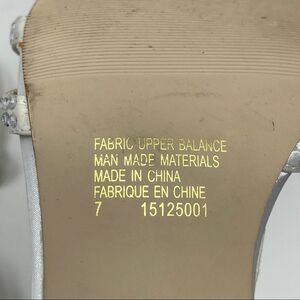 FABRIC UPPER BALANCE
MAN MADE MATERIALS
MADE IN CHINA
FABRIQUE EN CHINE
7 15125001